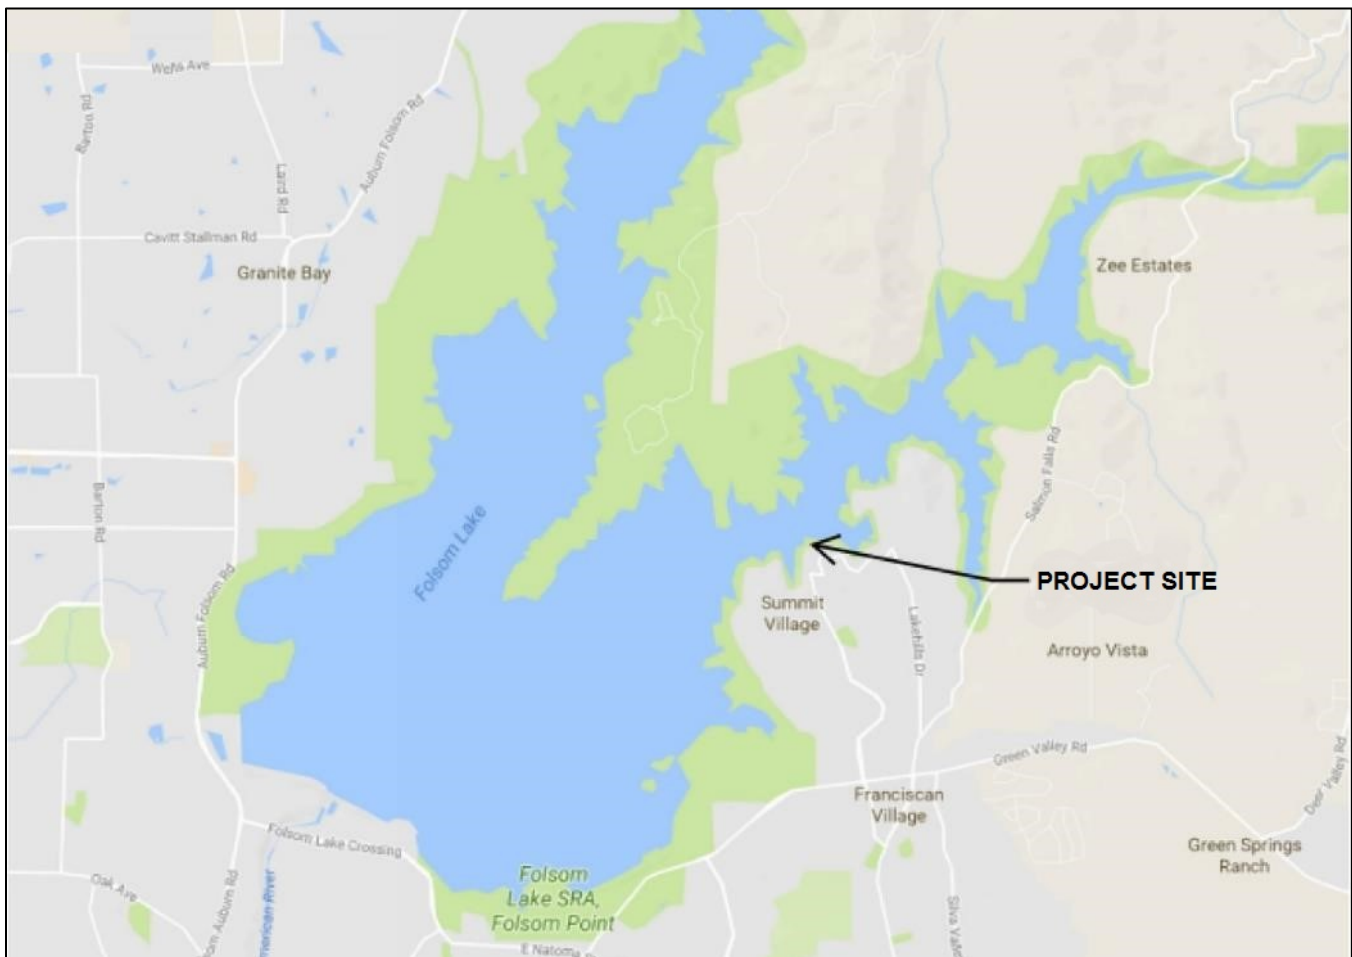 Wells Ave
Barton Rd
Laird Rd
Auburn Folsom Rd
Cavitt Stallman Rd
Granite Bay
Zee Estates
Salmon Falls Rd
Barton Rd
Folsom Lake
PROJECT SITE
Auburn Folsom Rd
Summit
Village
Lakehills Dr
Arroyo Vista
Green Valley Rd
Deer Valley Rd
Franciscan
Village
Folsom Lake Crossing
Green Springs
Ranch
Oak Ave
Folsom
Lake SRA,
Folsom Point
Auburn Rd
River
Silva
E Natoma